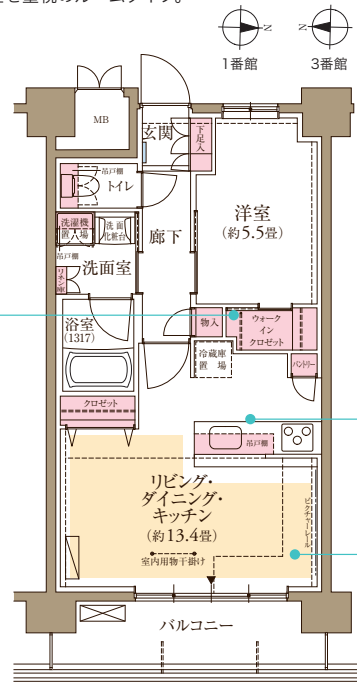 を重視のルームタイプ。
N
N
1番館
3番館
MB
玄関
下足入
吊戸棚
トイレ
洋室
(約5.5畳)
洗濯機
置場
洗面
化粧台
廊下
吊戸棚
洗面室
リネン庫
浴室
(1317)
物入
ウォーク
イン
クロゼット
冷蔵庫
置場
パントリー
クロゼット
吊戸棚
リビング・
ダイニング・
キッチン
(約13.4畳)
ピクチャーレール
室内用物干掛け
バルコニー